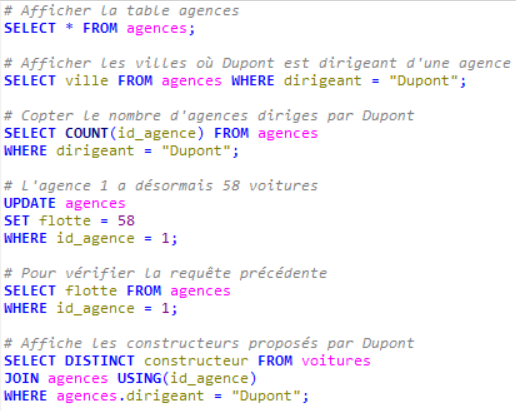 # Afficher la table agences
SELECT * FROM agences;
# Afficher les villes où Dupont est dirigeant d'une agence
SELECT ville FROM agences WHERE dirigeant = "Dupont";
# Copter le nombre d'agences diriges par Dupont
SELECT COUNT(id_agence) FROM agences
WHERE dirigeant = "Dupont";
# L'agence 1 a désormais 58 voitures
UPDATE agences
SET flotte = 58
WHERE id_agence = 1;
# Pour vérifier la requête précédente
SELECT flotte FROM agences
WHERE id_agence = 1;
# Affiche les constructeurs proposés par Dupont
SELECT DISTINCT constructeur FROM voitures
JOIN agences USING(id_agence)
WHERE agences.dirigeant = "Dupont";